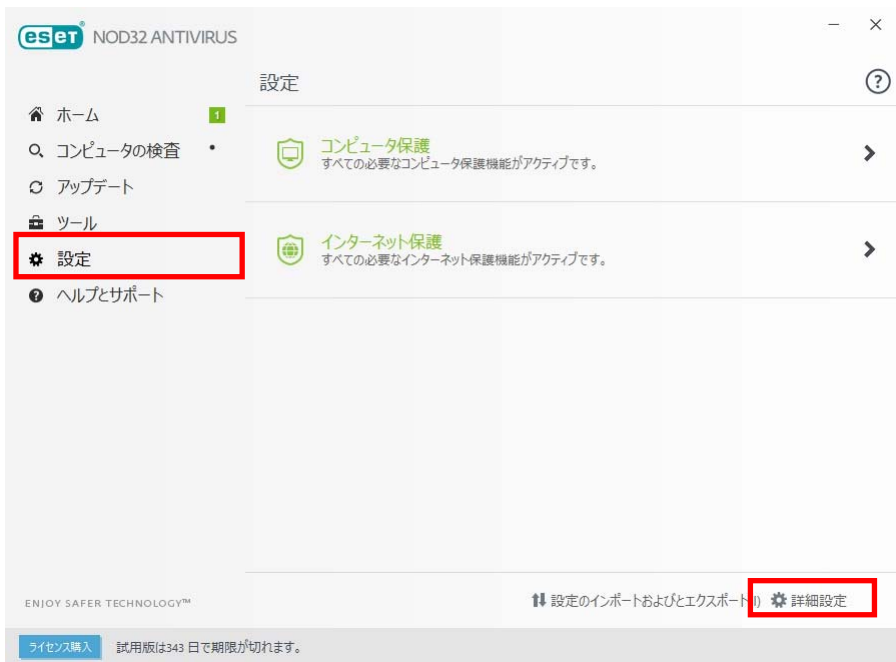 eset NOD32 ANTIVIRUS
設定
ホーム 1
コンピュータの検査
アップデート
ツール
設定
ヘルプとサポート
コンピュータ保護
すべての必要なコンピュータ保護機能がアクティブです。
インターネット保護
すべての必要なインターネット保護機能がアクティブです。
ENJOY SAFER TECHNOLOGY™
設定のインポートおよびとエクスポート
詳細設定
ライセンス購入
試用版は343 日で期限が切れます。